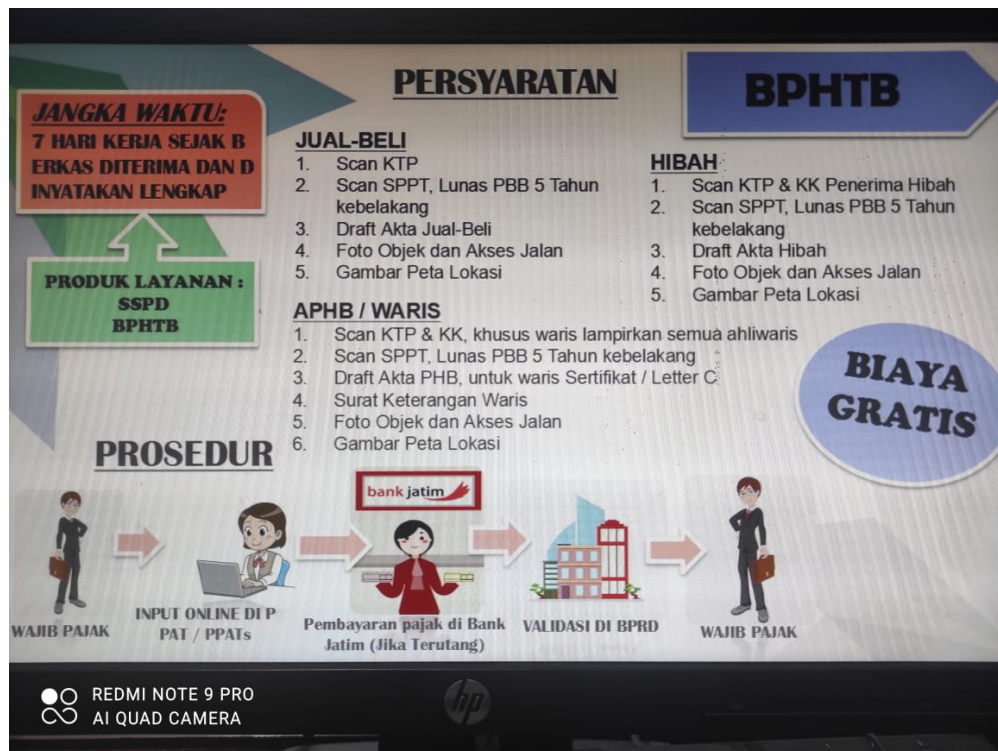 PERSYARATAN
BPHTB
JANGKA WAKTU:
7 HARI KERJA SEJAK B
ERKAS DITERIMA DAN D
INYATAKAN LENGKAP
PRODUK LAYANAN :
SSPD
BPHTB
JUAL-BELI
1. Scan KTP
2. Scan SPPT, Lunas PBB 5 Tahun
kebelakang
3. Draft Akta Jual-Beli
4. Foto Objek dan Akses Jalan
5. Gambar Peta Lokasi
HIBAH
1. Scan KTP & KK Penerima Hibah
2. Scan SPPT, Lunas PBB 5 Tahun
kebelakang
3. Draft Akta Hibah
4. Foto Objek dan Akses Jalan
5. Gambar Peta Lokasi
APHB / WARIS
1. Scan KTP & KK, khusus waris lampirkan semua ahliwaris
2. Scan SPPT, Lunas PBB 5 Tahun kebelakang
3. Draft Akta PHB, untuk waris Sertifikat / Letter C
4. Surat Keterangan Waris
5. Foto Objek dan Akses Jalan
6. Gambar Peta Lokasi
BIAYA
GRATIS
PROSEDUR
bank jatim
WAJIB PAJAK
INPUT ONLINE DI P
PAT / PPATs
Pembayaran pajak di Bank
Jatim (Jika Terutang)
VALIDASI DI BPRD
WAJIB PAJAK
hp
REDMI NOTE 9 PRO
AI QUAD CAMERA